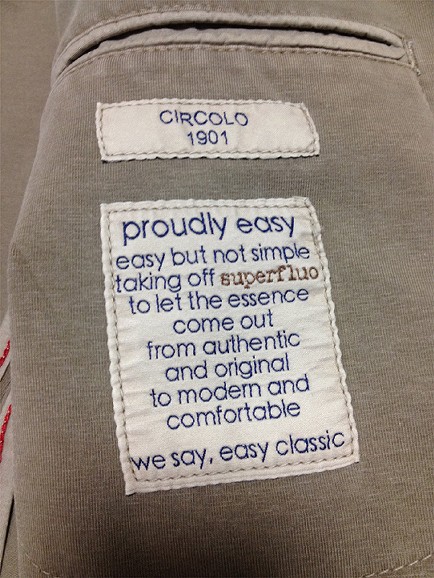 CIRCOLO
1901
proudly easy
easy but not simple
taking off superfluo
to let the essence
come out
from authentic
and original
to modern and
comfortable
we say, easy classic